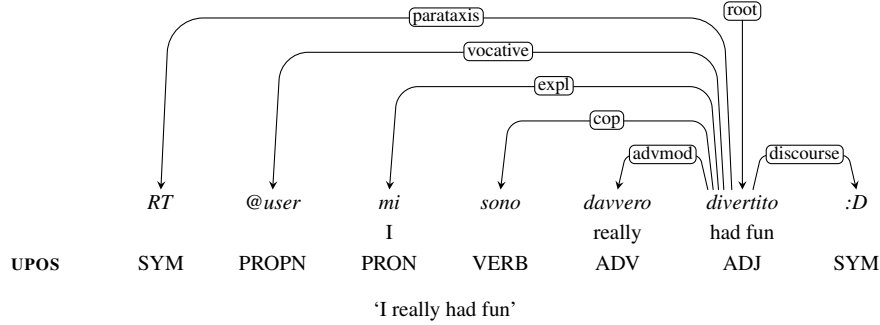 parataxis
root
vocative
expl
cop
advmod
discourse
RT @user mi sono davvero divertito :D
I really had fun
UPOS SYM PROPN PRON VERB ADV ADJ SYM
‘I really had fun’